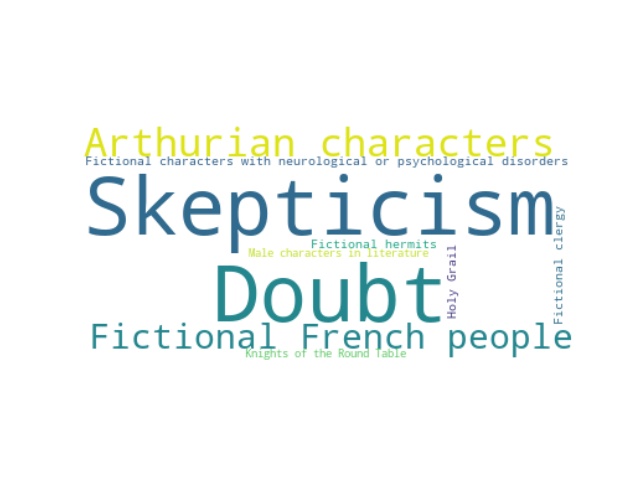 Arthurian characters
Fictional characters with neurological or psychological disorders
Skepticism
Fictional clergy
Fictional hermits
Holy Grail
Male characters in literature
Doubt
Fictional French people
Knights of the Round Table